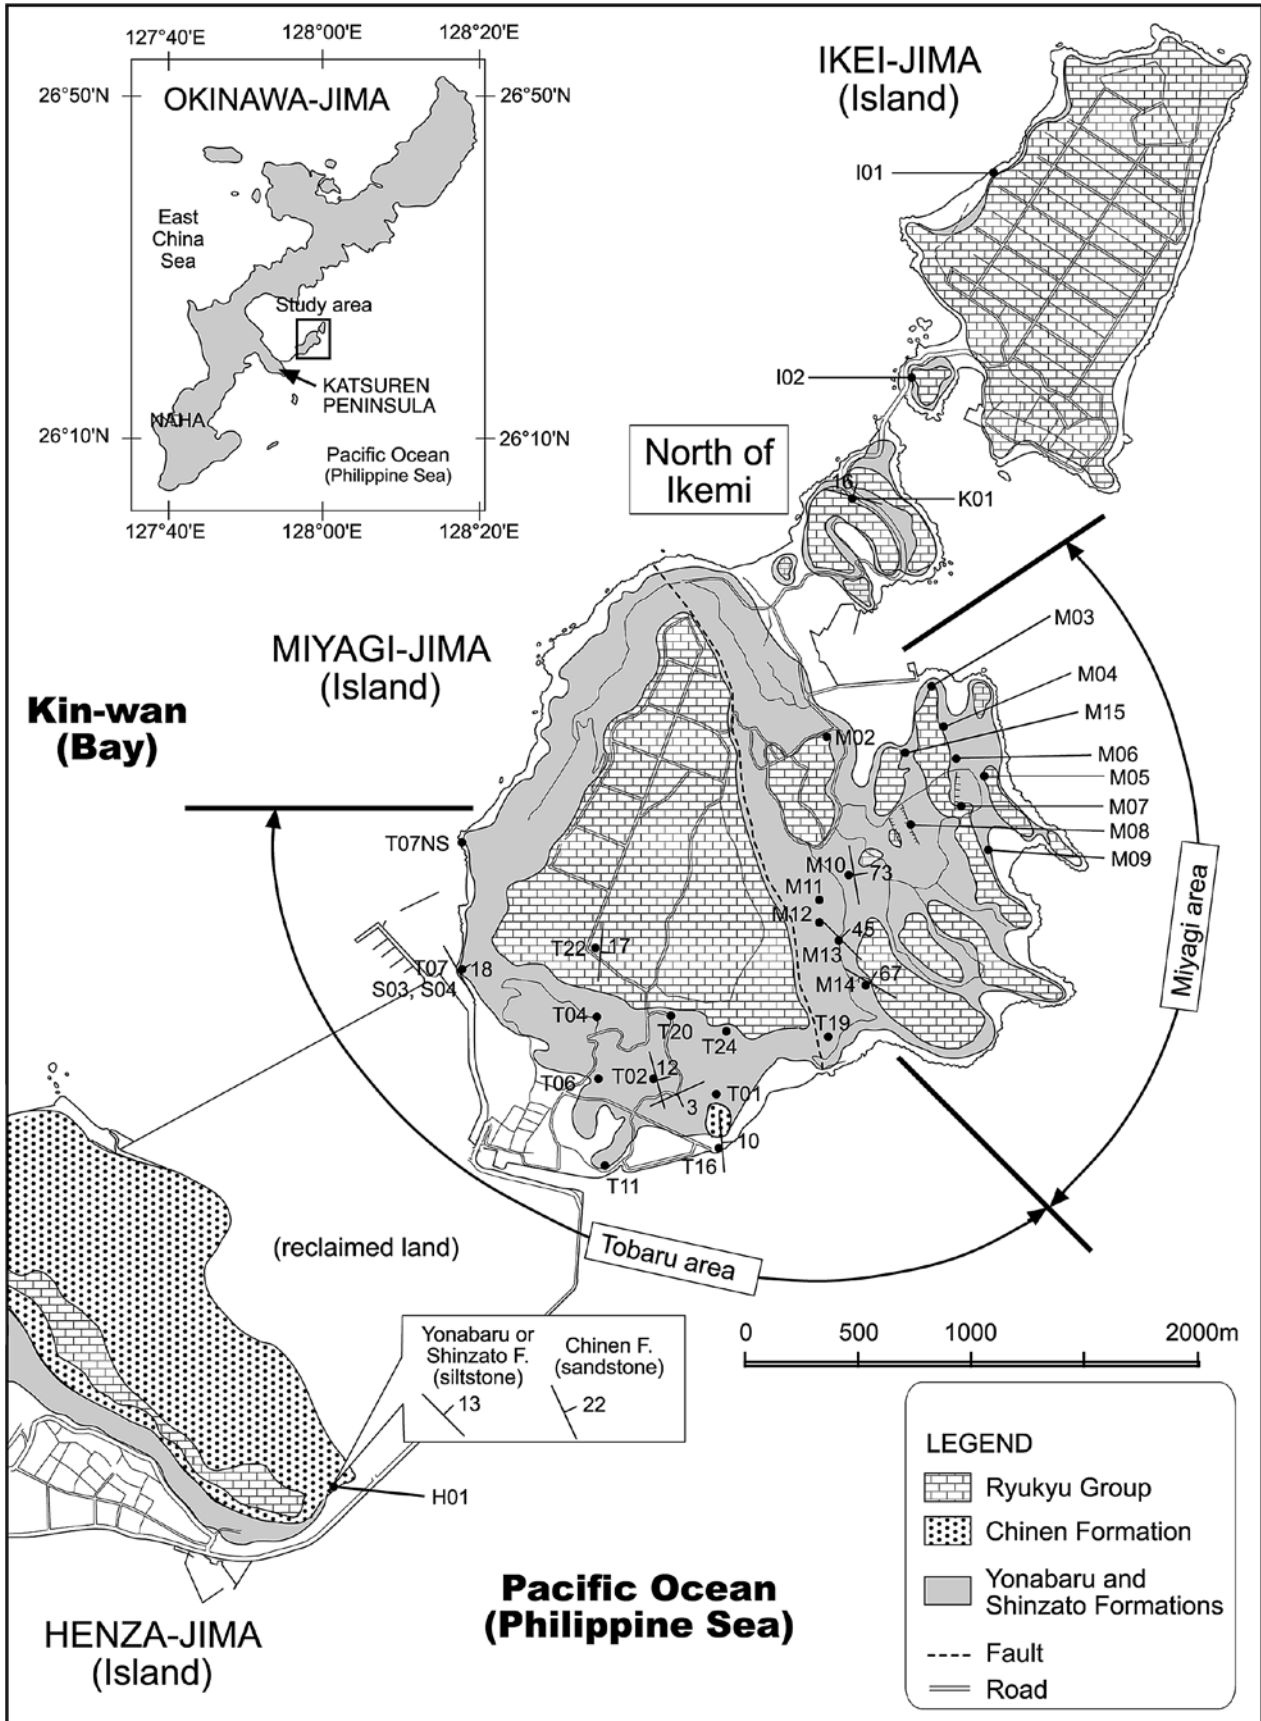 127°40'E
128°00'E
128°20'E
26°50'N
OKINAWA-JIMA
26°50'N
East
China
Sea
Study area
KATSUREN
PENINSULA
NAHA
26°10'N
26°10'N
Pacific Ocean
(Philippine Sea)
127°40'E
128°00'E
128°20'E
IKEI-JIMA
(Island)
I01
I02
North of
Ikemi
16
K01
MIYAGI-JIMA
(Island)
Kin-wan
(Bay)
M03
M04
M15
M02
M06
M05
M07
M08
M09
T07NS
M10
73
M11
M12
45
M13
T22
17
T07
18
S03, S04
M14
67
Miyagi area
T04
T20
T24
T19
T06
T02
12
3
T01
10
T16
T11
Tobaru area
(reclaimed land)
Yonabaru or
Shinzato F.
(siltstone)
13
Chinen F.
(sandstone)
22
H01
0
500
1000
2000m
HENZA-JIMA
(Island)
Pacific Ocean
(Philippine Sea)
LEGEND
Ryukyu Group
Chinen Formation
Yonabaru and
Shinzato Formations
Fault
Road